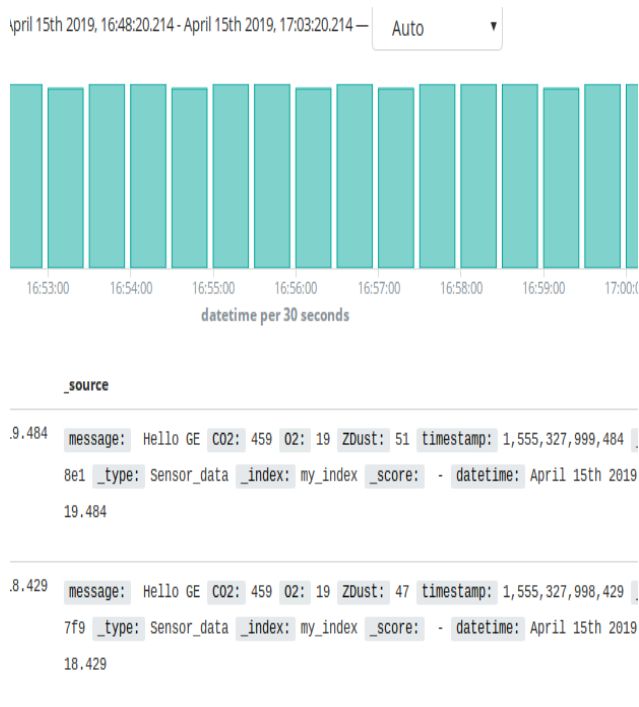 April 15th 2019, 16:48:20.214 - April 15th 2019, 17:03:20.214 — Auto
16:53:00 16:54:00 16:55:00 16:56:00 16:57:00 16:58:00 16:59:00 17:00:0
datetime per 30 seconds
_source
9.484 message: Hello GE CO2: 459 O2: 19 ZDust: 51 timestamp: 1,555,327,999,484 _
8e1 _type: Sensor_data _index: my_index _score: - datetime: April 15th 2019
19.484
8.429 message: Hello GE CO2: 459 O2: 19 ZDust: 47 timestamp: 1,555,327,998,429 _
7f9 _type: Sensor_data _index: my_index _score: - datetime: April 15th 2019
18.429